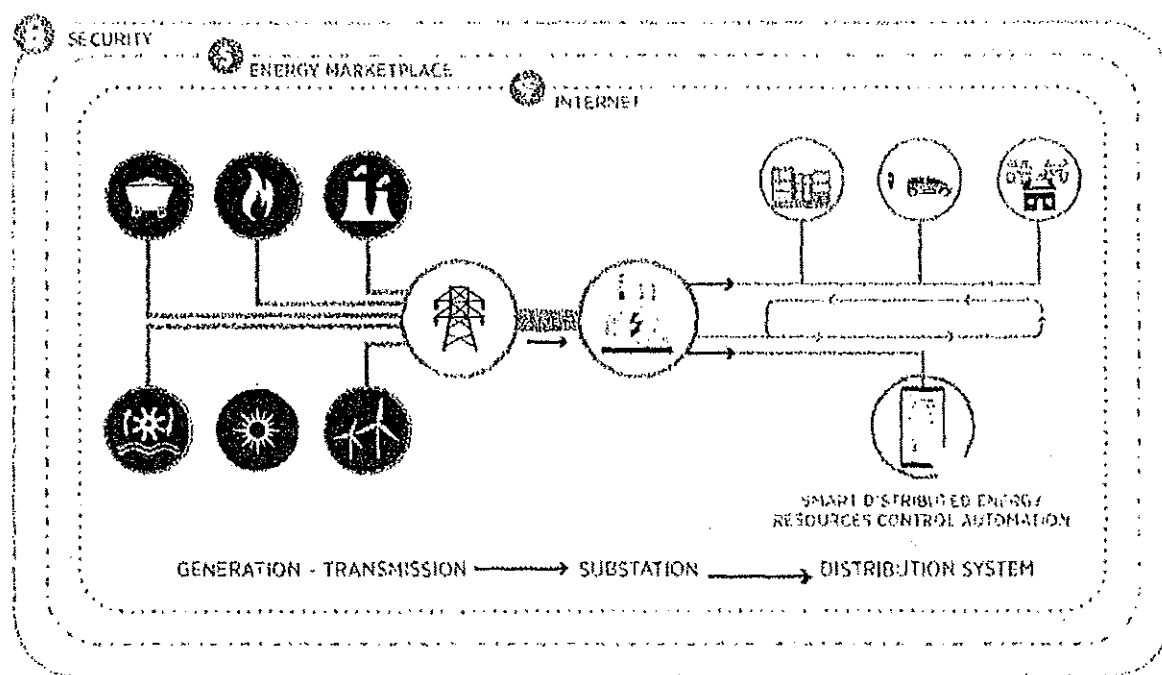 SECURITY
ENERGY MARKETPLACE
INTERNET
SMART DISTRIBUTED ENERGY
RESOURCES CONTROL AUTOMATION
GENERATION - TRANSMISSION SUBSTATION DISTRIBUTION SYSTEM